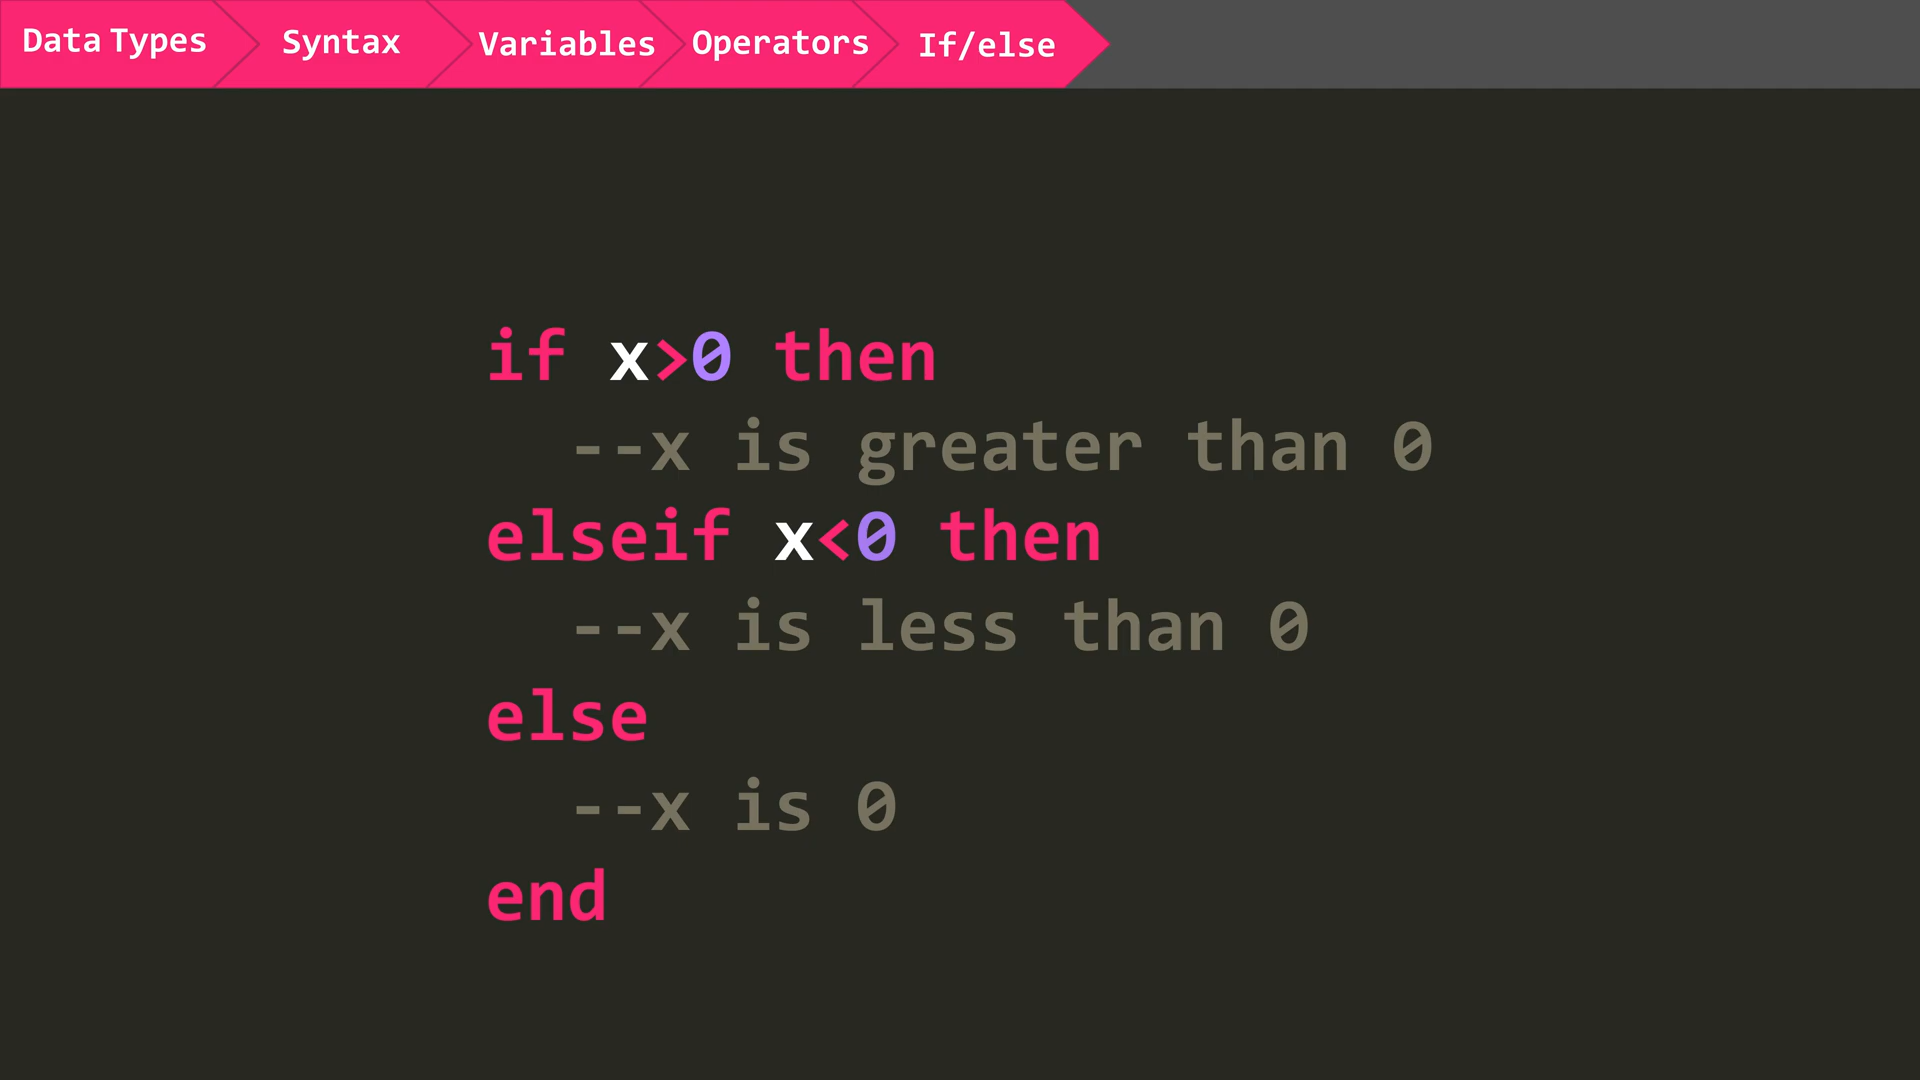 Data Types
Syntax
Variables
Operators
If/else
if x>0 then
  --x is greater than 0
elseif x<0 then
  --x is less than 0
else
  --x is 0
end